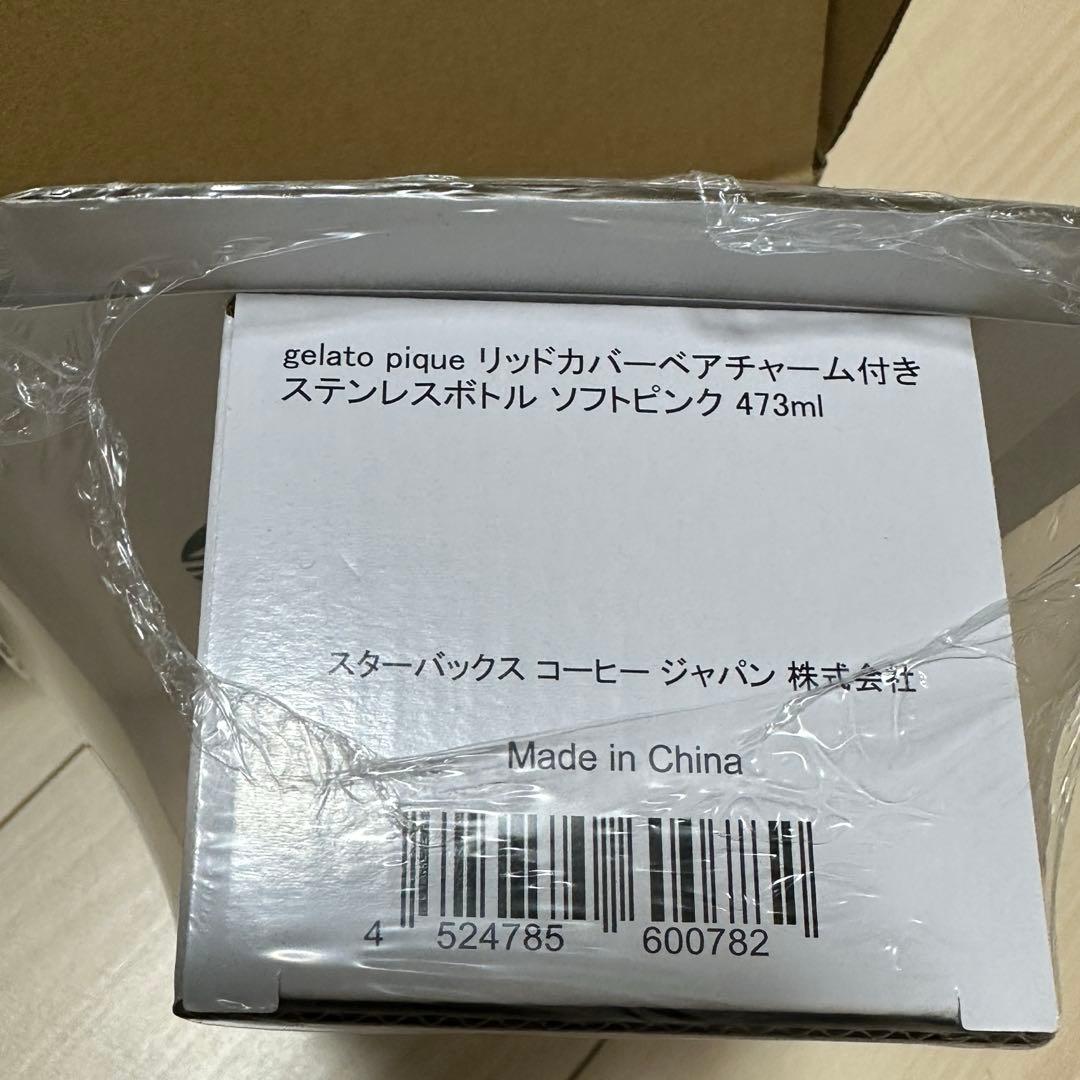 gelato pique リッドカバーベアチャーム付き
ステンレスボトル ソフトピンク 473ml
スターバックス コーヒー ジャパン 株式会社
Made in China
4 524785 600782